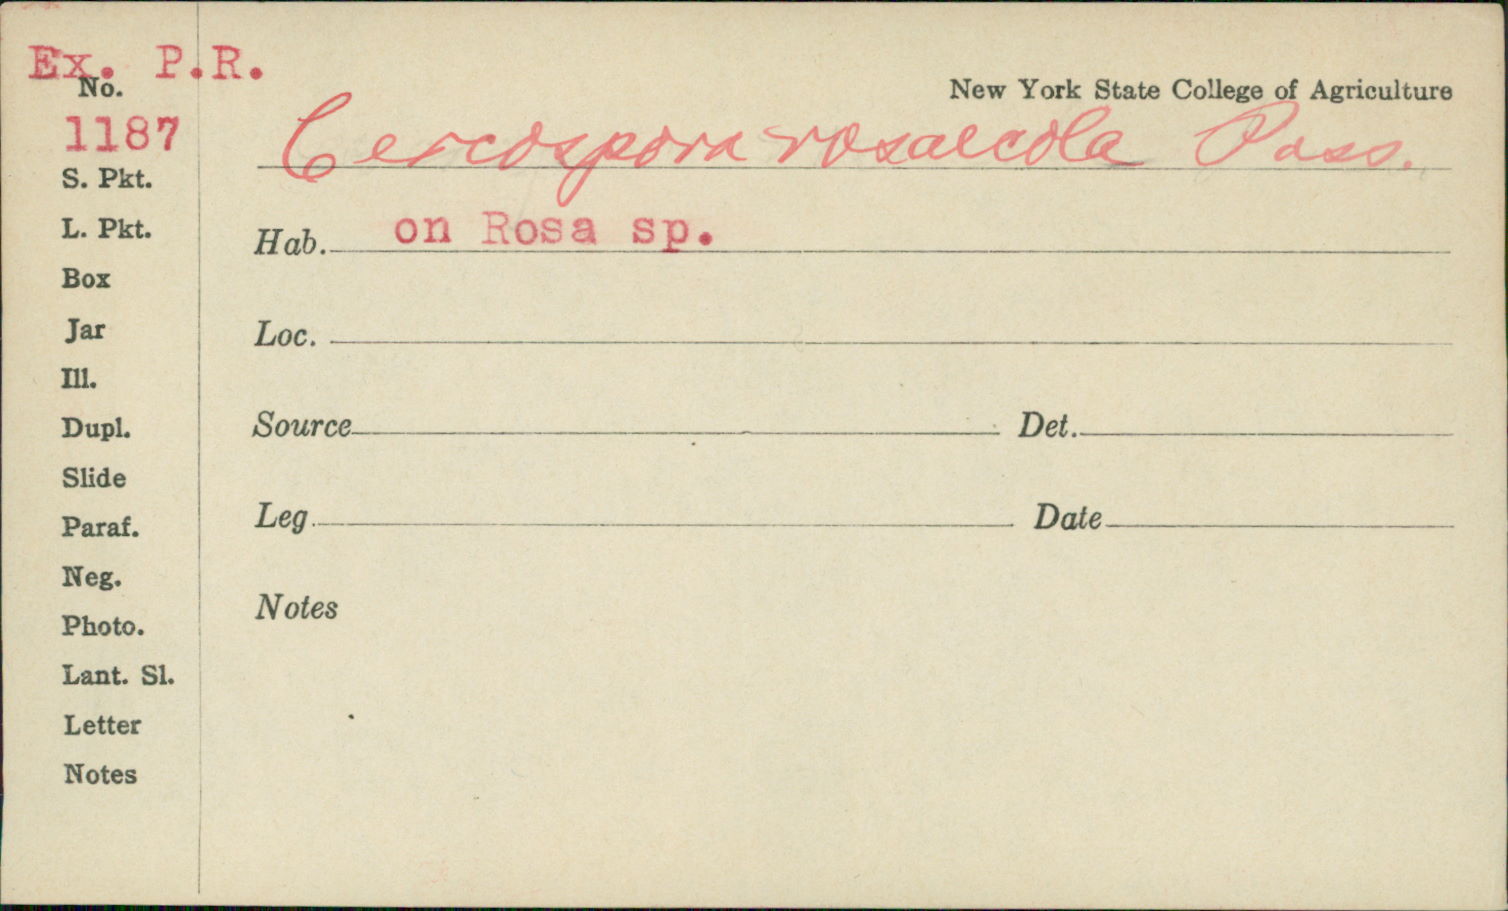 Ex. P.R.
No.
1187
New York State College of Agriculture
Cercospora rosaecola Pass.
S. Pkt.
L. Pkt.
Hab. on Rosa sp.
Box
Jar
Loc.
Ill.
Dupl.
Source Det.
Slide
Paraf.
Leg Date
Neg.
Notes
Photo.
Lant. Sl.
Letter
Notes